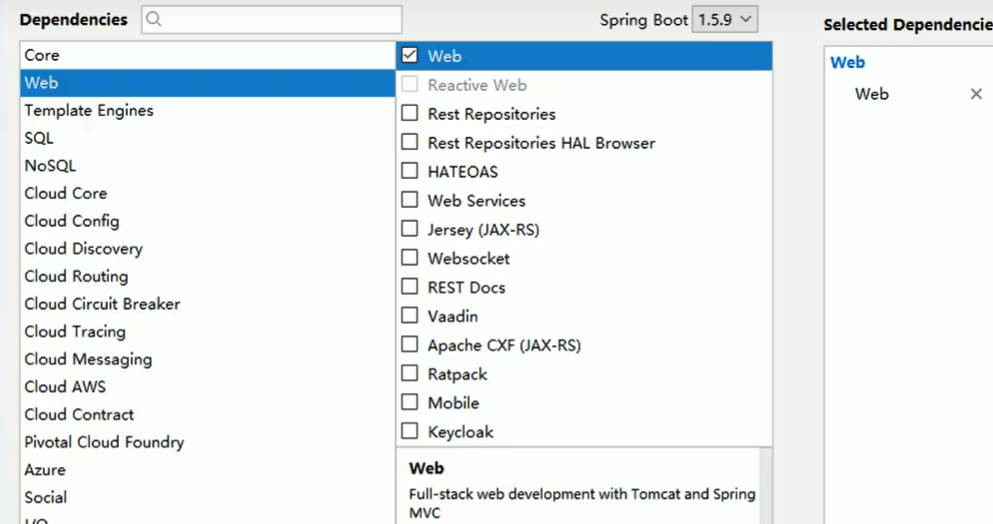 Dependencies
Spring Boot 1.5.9
Selected Dependencie
Core
Web
Template Engines
SQL
NoSQL
Cloud Core
Cloud Config
Cloud Discovery
Cloud Routing
Cloud Circuit Breaker
Cloud Tracing
Cloud Messaging
Cloud AWS
Cloud Contract
Pivotal Cloud Foundry
Azure
Social
I/O
Web
Reactive Web
Rest Repositories
Rest Repositories HAL Browser
HATEOAS
Web Services
Jersey (JAX-RS)
Websocket
REST Docs
Vaadin
Apache CXF (JAX-RS)
Ratpack
Mobile
Keycloak
Web
Full-stack web development with Tomcat and Spring
MVC
Web
Web